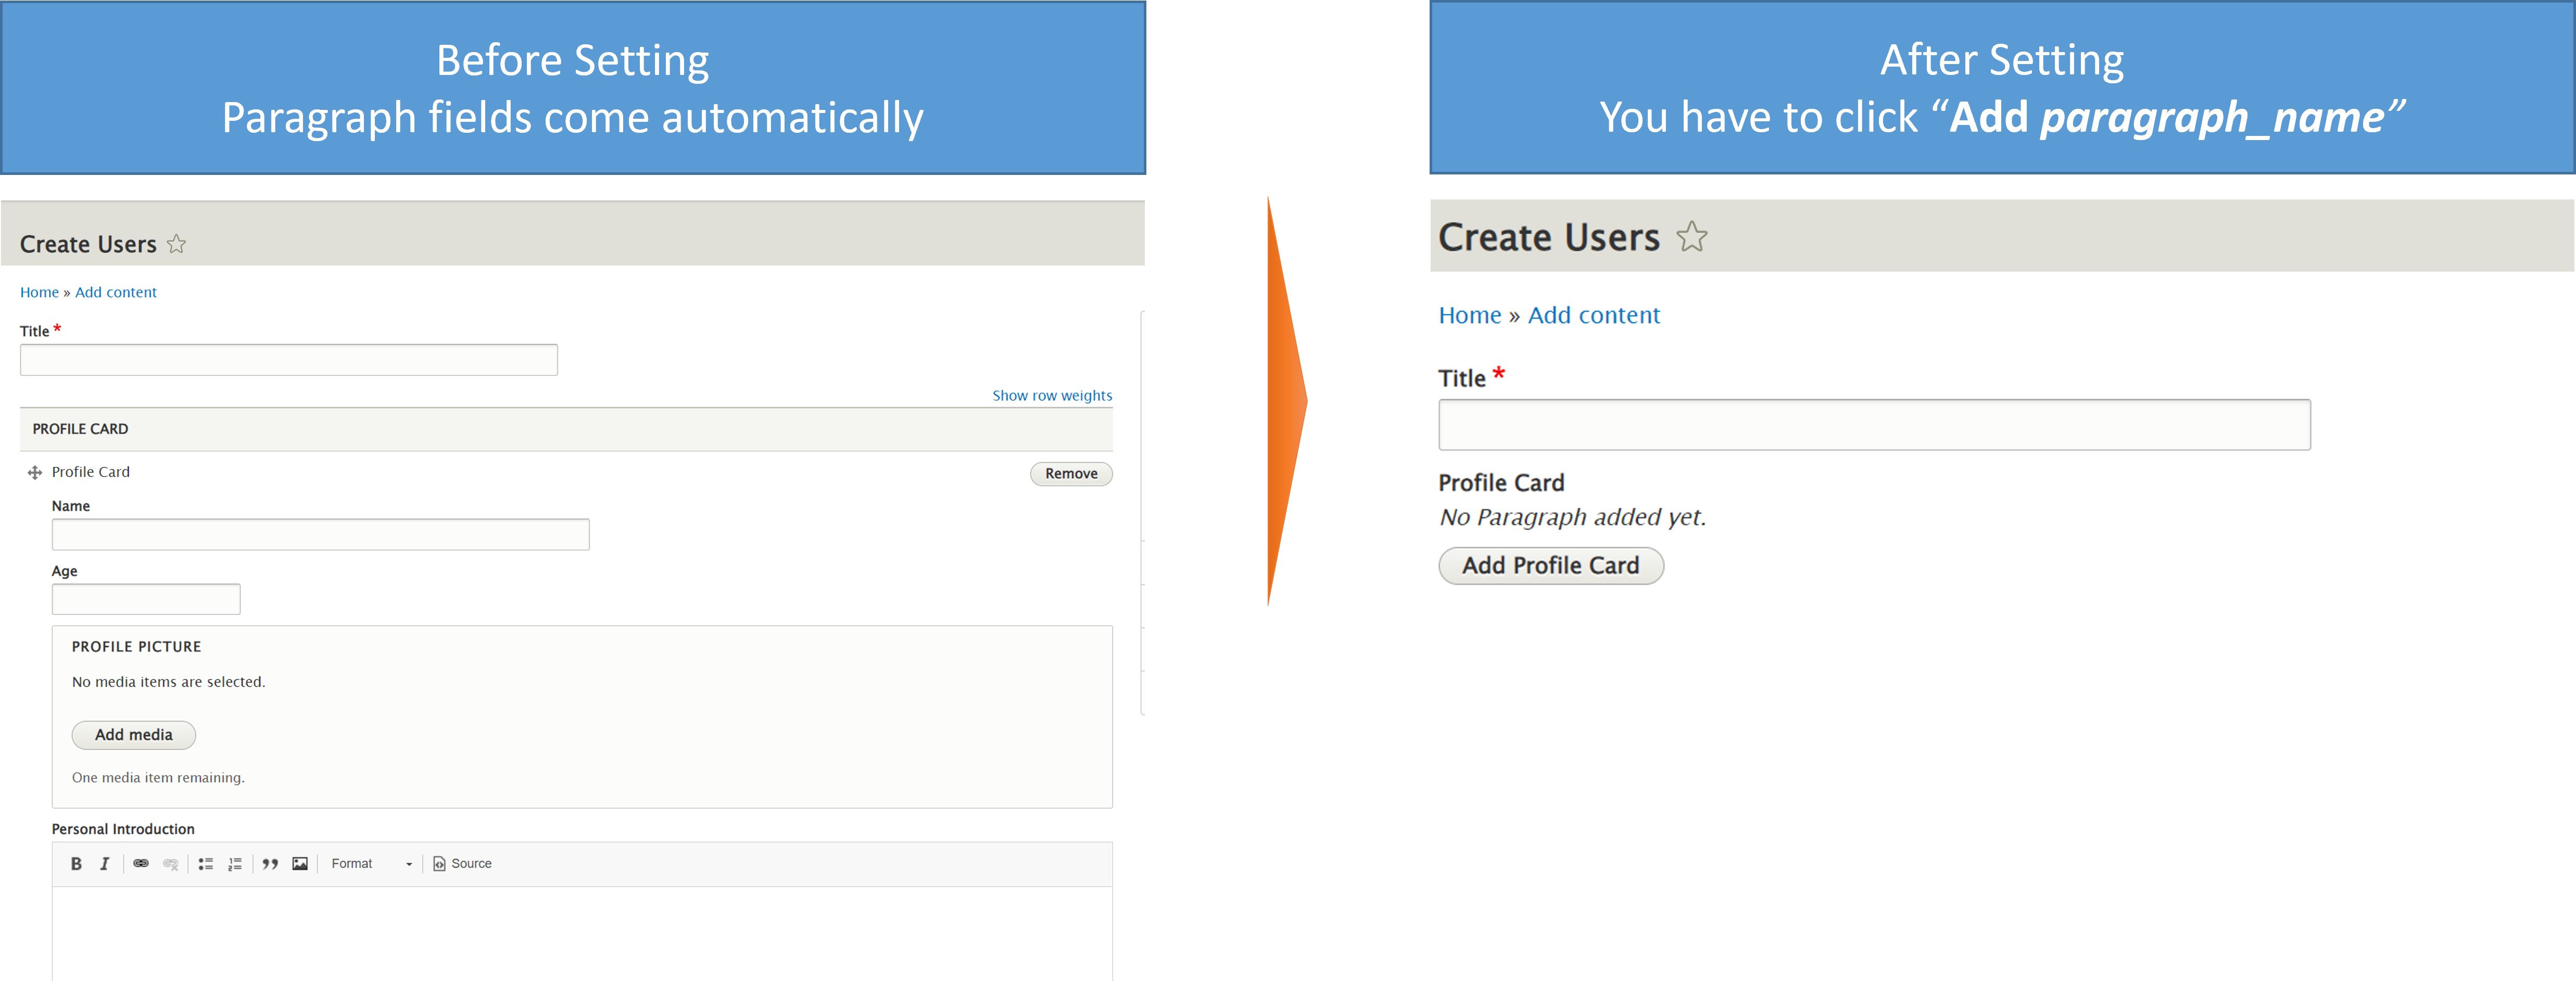 Before Setting
Paragraph fields come automatically
Create Users
Home » Add content
Title *
Show row weights
PROFILE CARD
Profile Card
Remove
Name
Age
PROFILE PICTURE
No media items are selected.
Add media
One media item remaining.
Personal Introduction
B I Format Source
After Setting
You have to click “Add paragraph_name”
Create Users
Home » Add content
Title *
Profile Card
No Paragraph added yet.
Add Profile Card